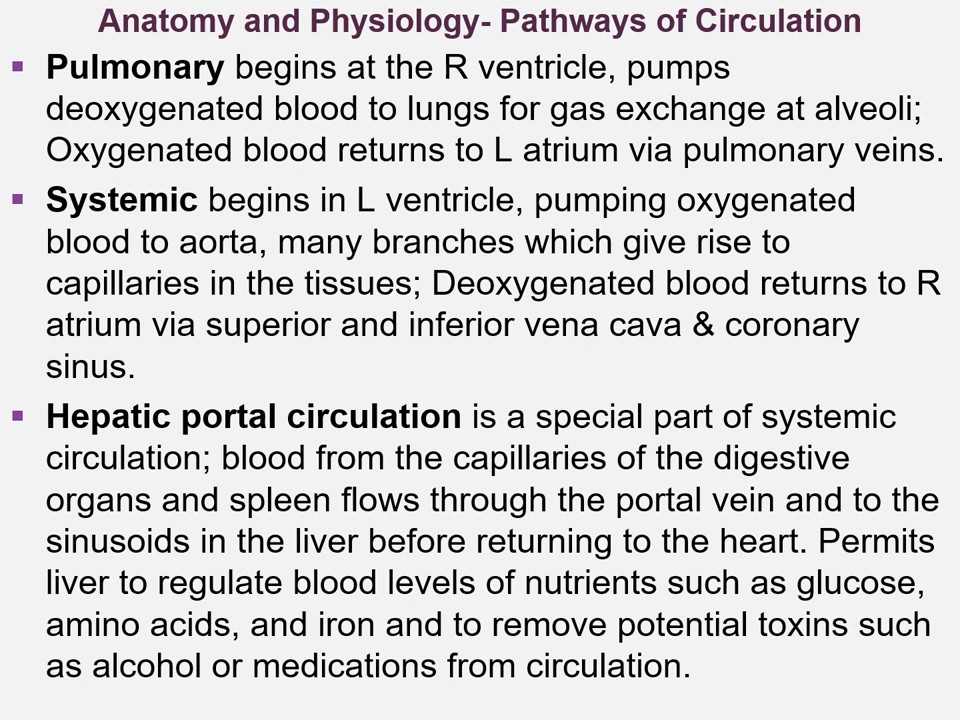 Anatomy and Physiology- Pathways of Circulation
▪ Pulmonary begins at the R ventricle, pumps
deoxygenated blood to lungs for gas exchange at alveoli;
Oxygenated blood returns to L atrium via pulmonary veins.
▪ Systemic begins in L ventricle, pumping oxygenated
blood to aorta, many branches which give rise to
capillaries in the tissues; Deoxygenated blood returns to R
atrium via superior and inferior vena cava & coronary
sinus.
▪ Hepatic portal circulation is a special part of systemic
circulation; blood from the capillaries of the digestive
organs and spleen flows through the portal vein and to the
sinusoids in the liver before returning to the heart. Permits
liver to regulate blood levels of nutrients such as glucose,
amino acids, and iron and to remove potential toxins such
as alcohol or medications from circulation.